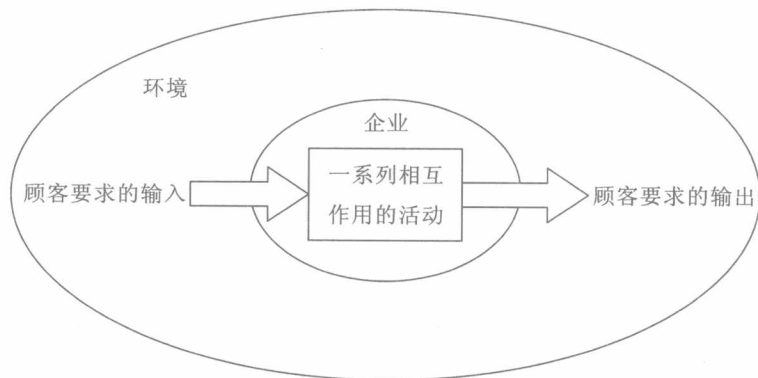 环境
企业
顾客要求的输入
一系列相互
作用的活动
顾客要求的输出